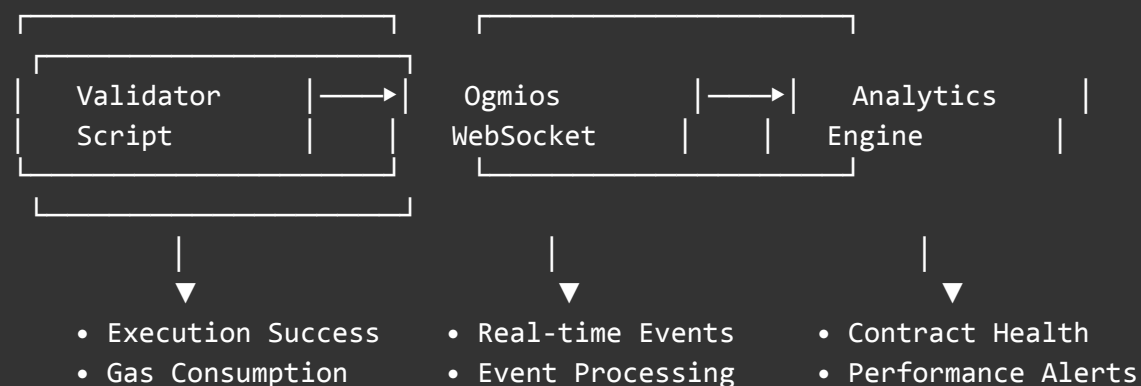 Validator Ogmios Analytics
Script WebSocket Engine
• Execution Success • Real-time Events • Contract Health
• Gas Consumption • Event Processing • Performance Alerts